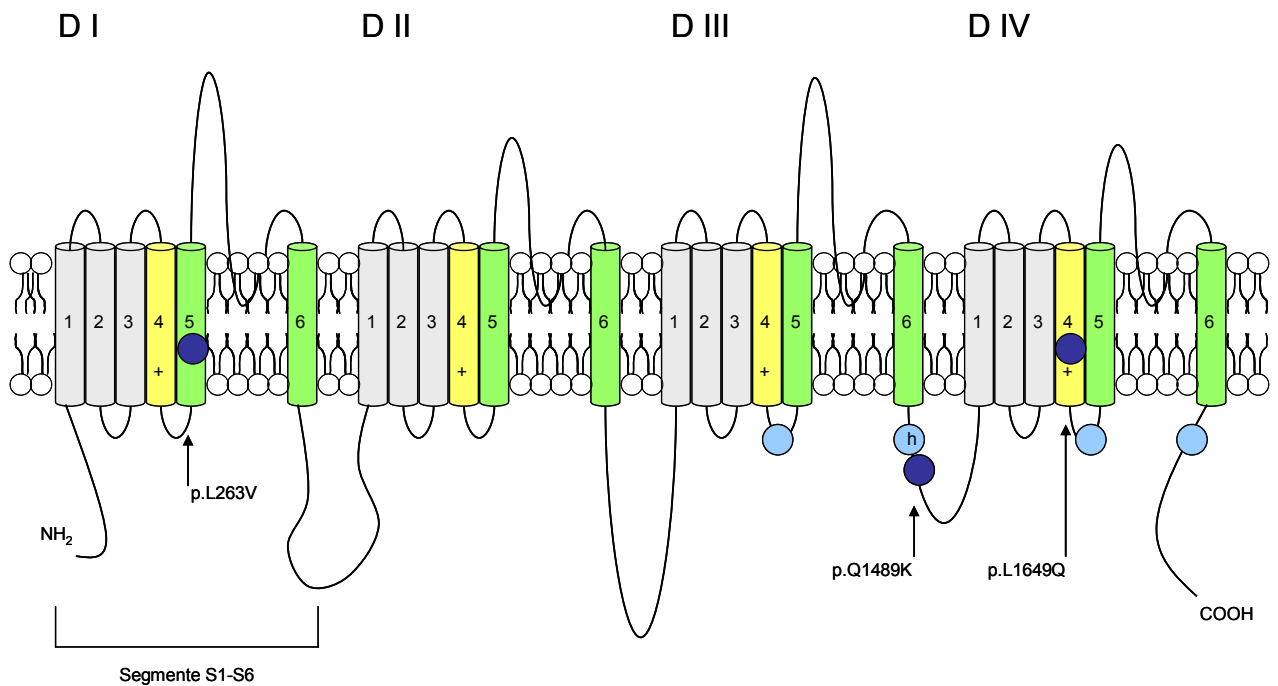 D I D II D III D IV
1 2 3 4 5 6 1 2 3 4 5 6 1 2 3 4 5 6 1 2 3 4 5 6
+ + + +
h
p.L263V
NH2
p.Q1489K p.L1649Q
COOH
Segmente S1-S6